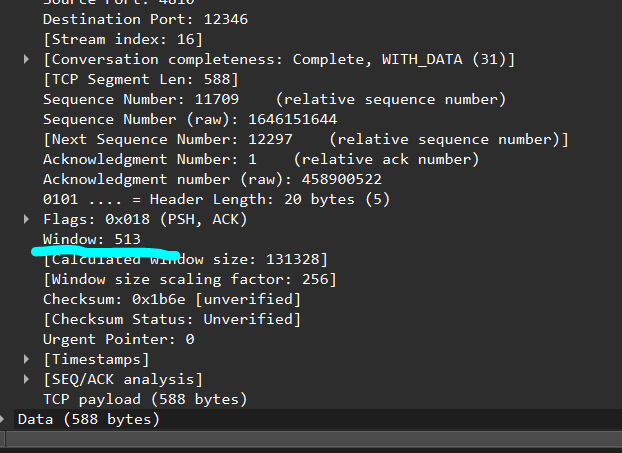 Source Port: 4810
Destination Port: 12346
[Stream index: 16]
[Conversation completeness: Complete, WITH_DATA (31)]
[TCP Segment Len: 588]
Sequence Number: 11709    (relative sequence number)
Sequence Number (raw): 1646151644
[Next Sequence Number: 12297    (relative sequence number)]
Acknowledgment Number: 1    (relative ack number)
Acknowledgment number (raw): 458900522
0101 .... = Header Length: 20 bytes (5)
Flags: 0x018 (PSH, ACK)
Window: 513
[Calculated window size: 131328]
[Window size scaling factor: 256]
Checksum: 0x1b6e [unverified]
[Checksum Status: Unverified]
Urgent Pointer: 0
[Timestamps]
[SEQ/ACK analysis]
TCP payload (588 bytes)
Data (588 bytes)